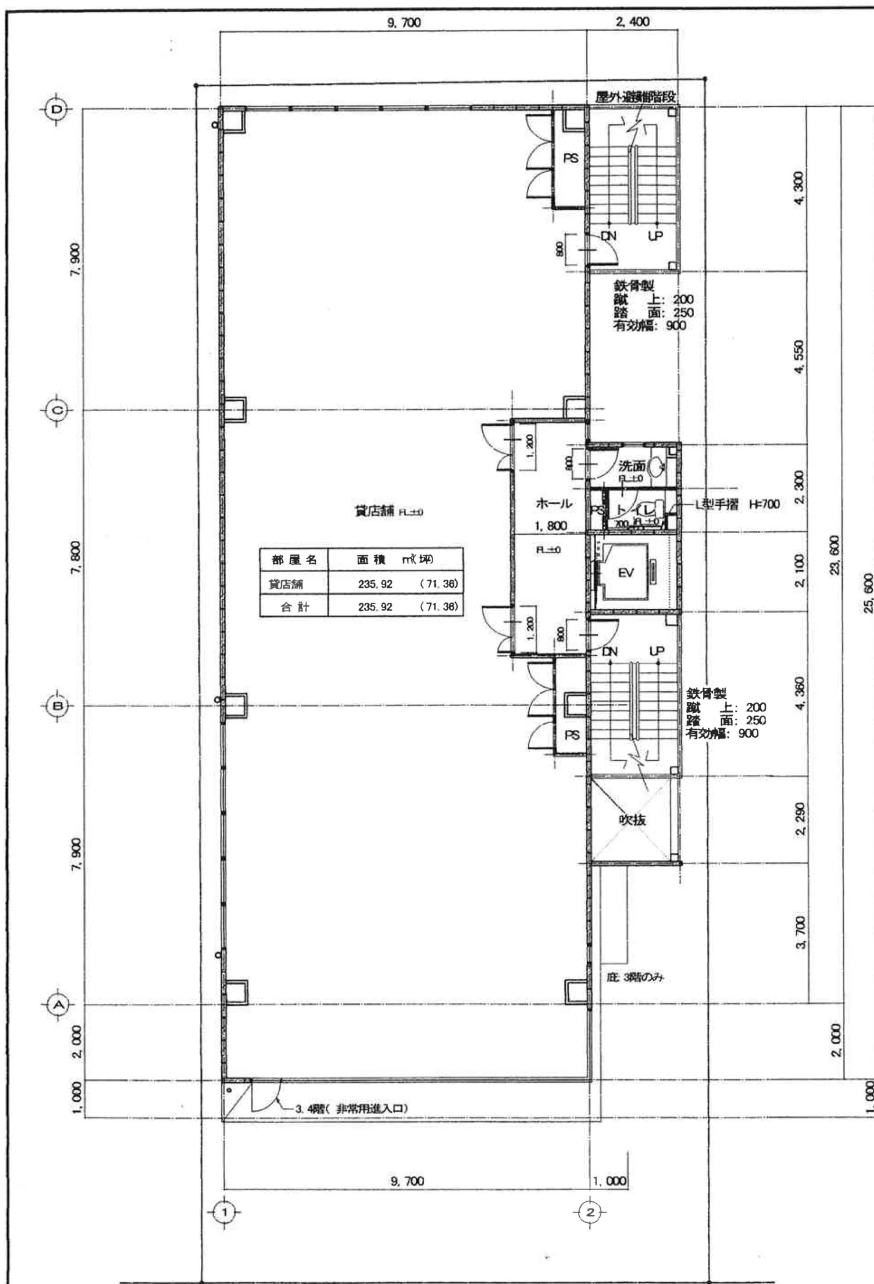 9,700
2,400
D
屋外避難階段
PS
4,300
DN
UP
800
7,900
鉄骨製
蹴 上: 200
踏 面: 250
有効幅: 900
4,550
C
1,200
800
洗面
FL±0
2,300
貸店舗 FL±0
ホール
PS
トイレ
L型手摺 H=700
1,800
700
FL±0
7,800
FL±0
23,600
部屋名
面積 ㎡(坪)
EV
2,100
貸店舗
235.92
(71.36)
25,600
合計
235.92
(71.36)
1,200
800
DN
UP
鉄骨製
蹴 上: 200
踏 面: 250
有効幅: 900
4,360
B
PS
吹抜
2,290
7,900
3,700
庇 3階のみ
A
2,000
2,000
1,000
3.4階( 非常用進入口)
1,000
9,700
1,000
1
2